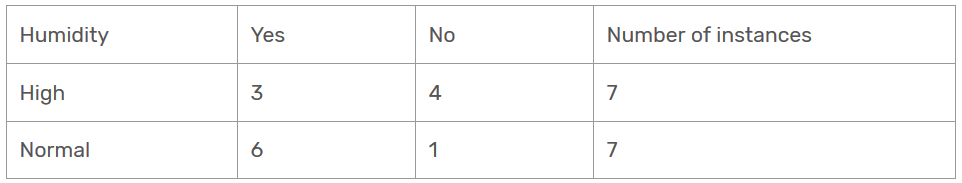 Humidity Yes No Number of instances
High 3 4 7
Normal 6 1 7